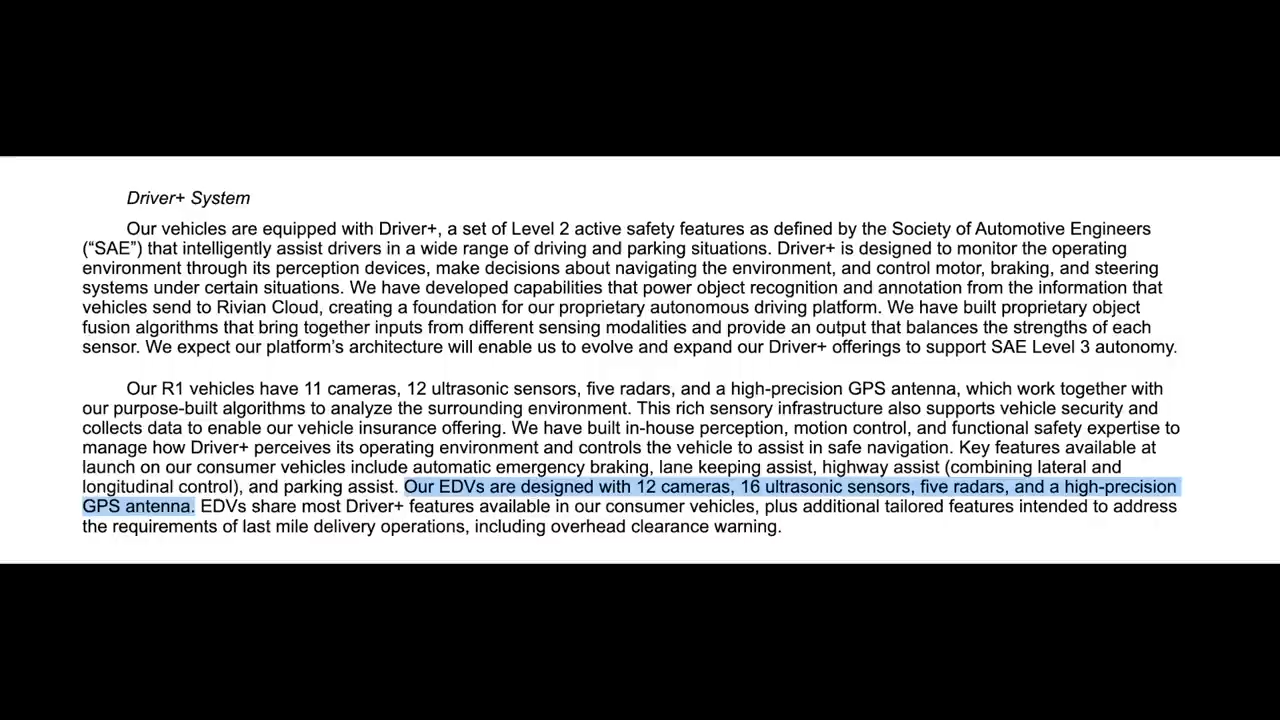 Driver+ System
Our vehicles are equipped with Driver+, a set of Level 2 active safety features as defined by the Society of Automotive Engineers
(“SAE”) that intelligently assist drivers in a wide range of driving and parking situations. Driver+ is designed to monitor the operating
environment through its perception devices, make decisions about navigating the environment, and control motor, braking, and steering
systems under certain situations. We have developed capabilities that power object recognition and annotation from the information that
vehicles send to Rivian Cloud, creating a foundation for our proprietary autonomous driving platform. We have built proprietary object
fusion algorithms that bring together inputs from different sensing modalities and provide an output that balances the strengths of each
sensor. We expect our platform’s architecture will enable us to evolve and expand our Driver+ offerings to support SAE Level 3 autonomy.
Our R1 vehicles have 11 cameras, 12 ultrasonic sensors, five radars, and a high-precision GPS antenna, which work together with
our purpose-built algorithms to analyze the surrounding environment. This rich sensory infrastructure also supports vehicle security and
collects data to enable our vehicle insurance offering. We have built in-house perception, motion control, and functional safety expertise to
manage how Driver+ perceives its operating environment and controls the vehicle to assist in safe navigation. Key features available at
launch on our consumer vehicles include automatic emergency braking, lane keeping assist, highway assist (combining lateral and
longitudinal control), and parking assist. Our EDVs are designed with 12 cameras, 16 ultrasonic sensors, five radars, and a high-precision
GPS antenna. EDVs share most Driver+ features available in our consumer vehicles, plus additional tailored features intended to address
the requirements of last mile delivery operations, including overhead clearance warning.